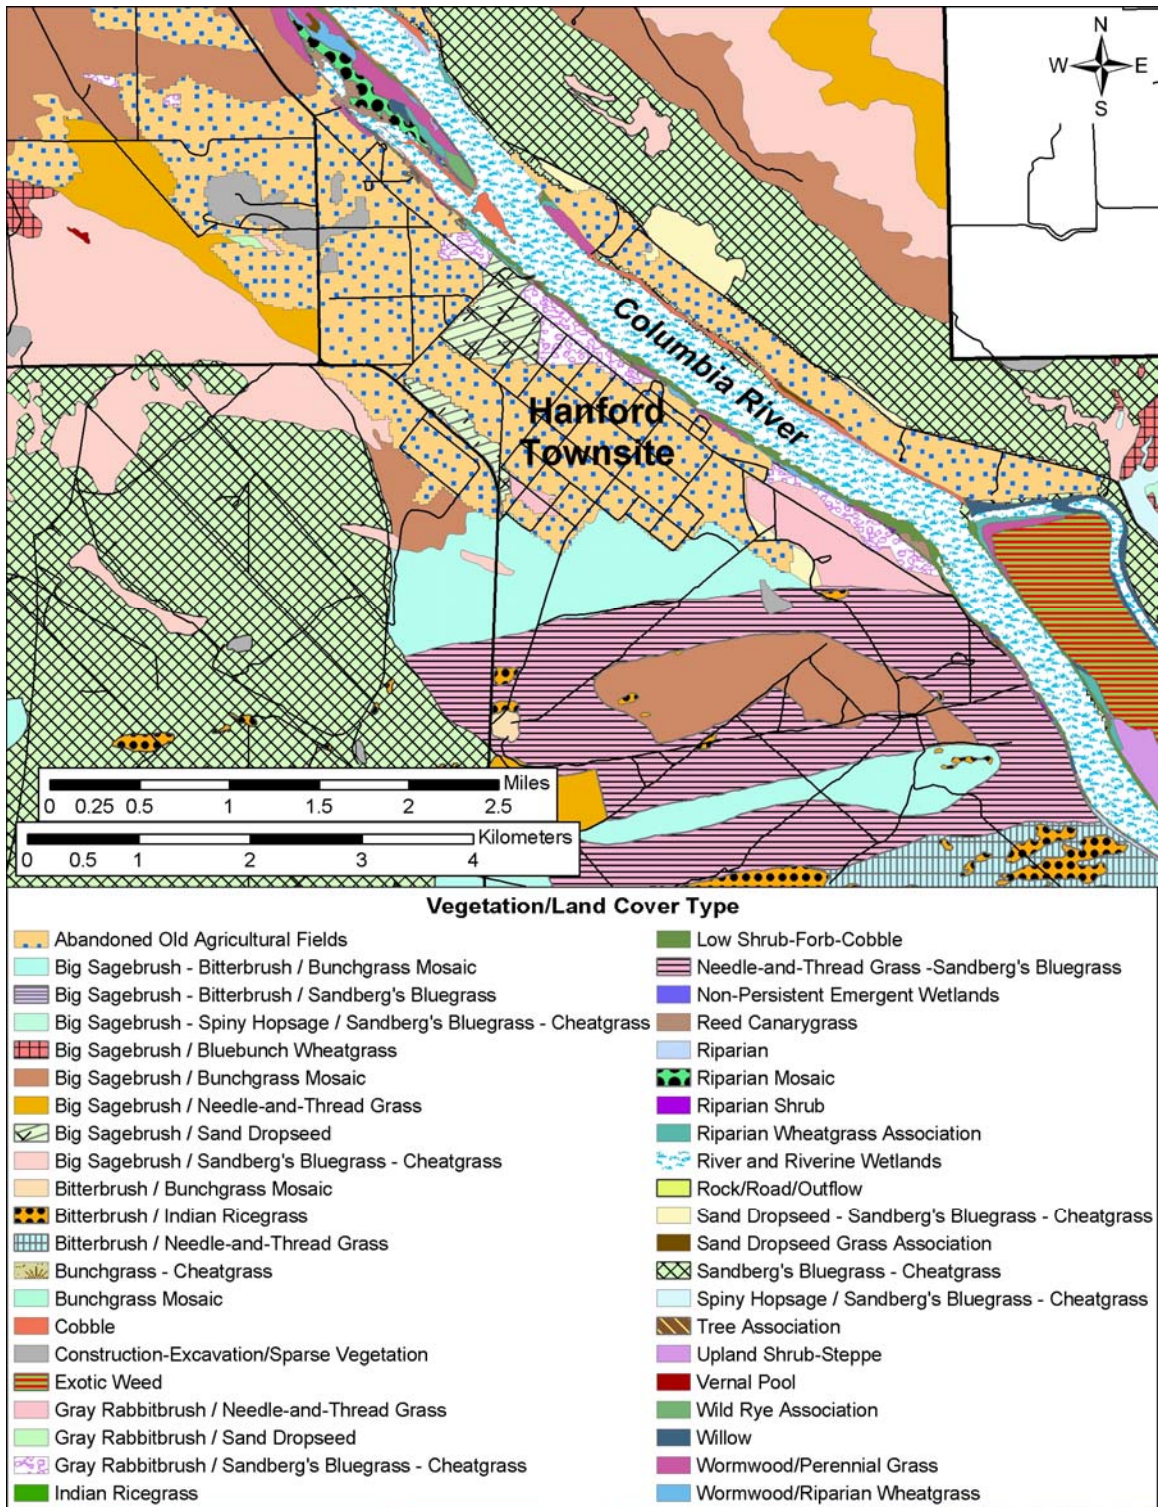 N
W E
S
Columbia River
Hanford
Townsite
Miles
0 0.25 0.5 1 1.5 2 2.5
Kilometers
0 0.5 1 2 3 4
Vegetation/Land Cover Type
Abandoned Old Agricultural Fields
Big Sagebrush - Bitterbrush / Bunchgrass Mosaic
Big Sagebrush - Bitterbrush / Sandberg's Bluegrass
Big Sagebrush - Spiny Hopsage / Sandberg's Bluegrass - Cheatgrass
Big Sagebrush / Bluebunch Wheatgrass
Big Sagebrush / Bunchgrass Mosaic
Big Sagebrush / Needle-and-Thread Grass
Big Sagebrush / Sand Dropseed
Big Sagebrush / Sandberg's Bluegrass - Cheatgrass
Bitterbrush / Bunchgrass Mosaic
Bitterbrush / Indian Ricegrass
Bitterbrush / Needle-and-Thread Grass
Bunchgrass - Cheatgrass
Bunchgrass Mosaic
Cobble
Construction-Excavation/Sparse Vegetation
Exotic Weed
Gray Rabbitbrush / Needle-and-Thread Grass
Gray Rabbitbrush / Sand Dropseed
Gray Rabbitbrush / Sandberg's Bluegrass - Cheatgrass
Indian Ricegrass
Low Shrub-Forb-Cobble
Needle-and-Thread Grass -Sandberg's Bluegrass
Non-Persistent Emergent Wetlands
Reed Canarygrass
Riparian
Riparian Mosaic
Riparian Shrub
Riparian Wheatgrass Association
River and Riverine Wetlands
Rock/Road/Outflow
Sand Dropseed - Sandberg's Bluegrass - Cheatgrass
Sand Dropseed Grass Association
Sandberg's Bluegrass - Cheatgrass
Spiny Hopsage / Sandberg's Bluegrass - Cheatgrass
Tree Association
Upland Shrub-Steppe
Vernal Pool
Wild Rye Association
Willow
Wormwood/Perennial Grass
Wormwood/Riparian Wheatgrass